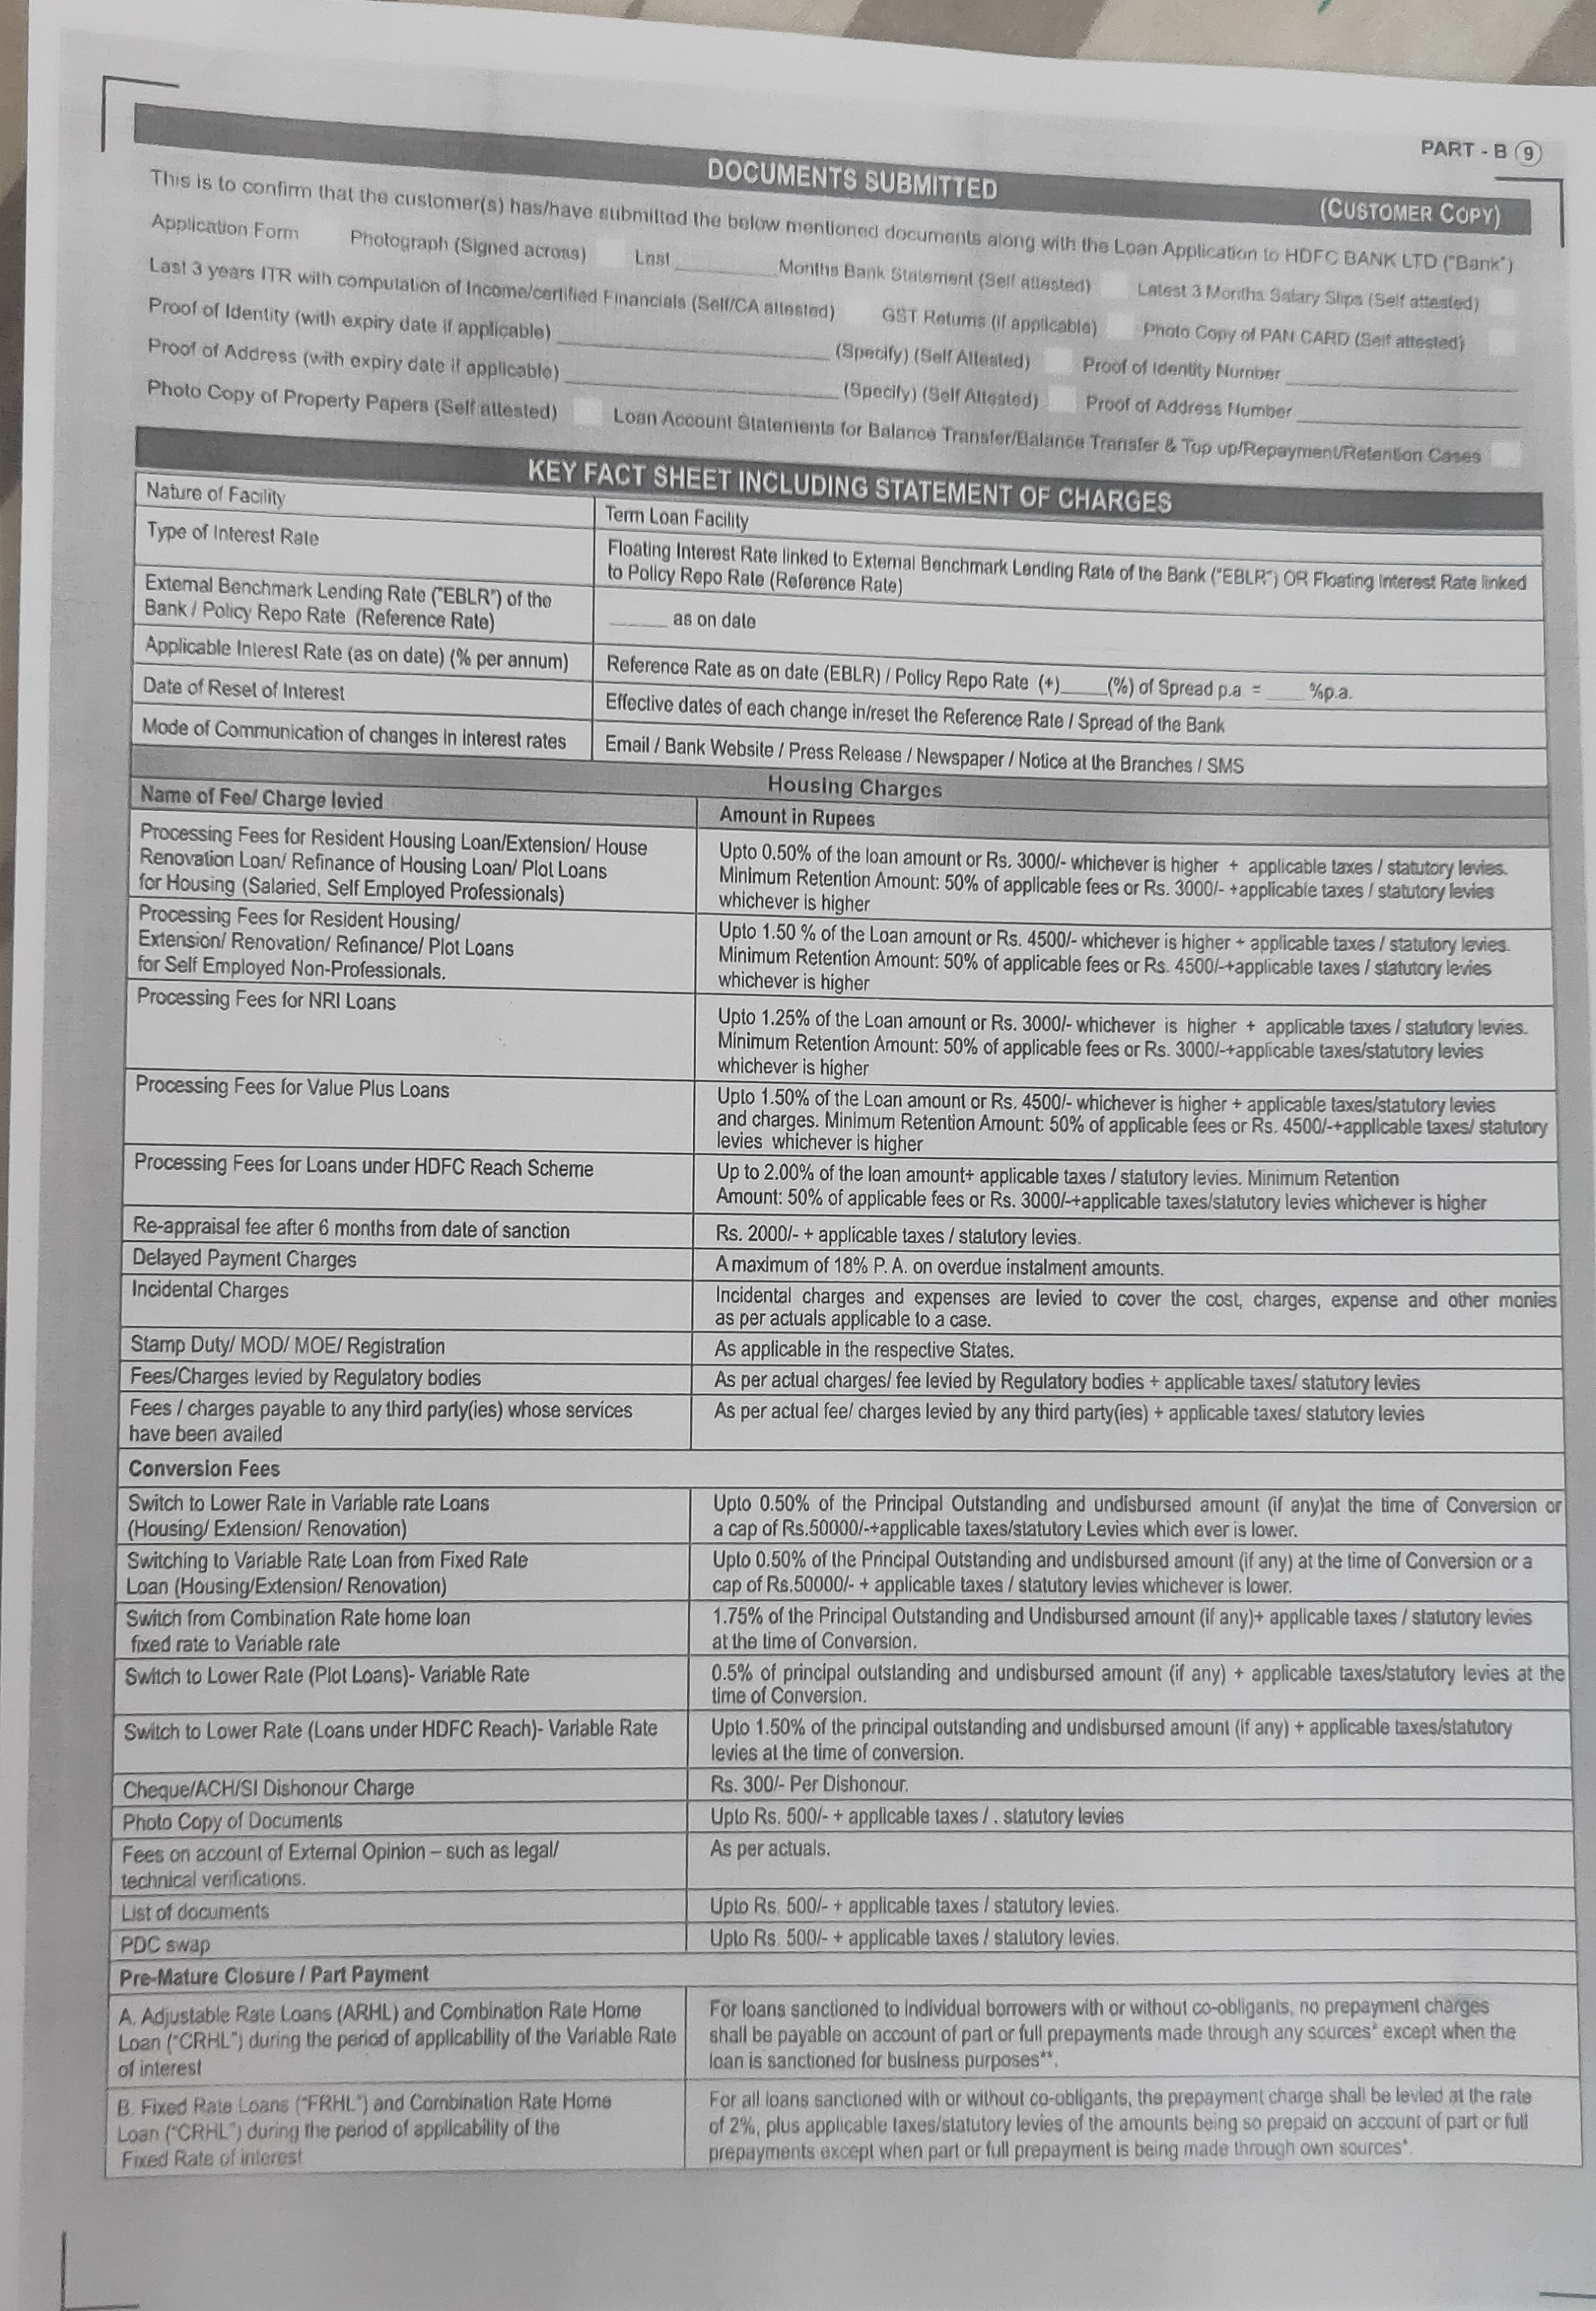 PART - B 9
DOCUMENTS SUBMITTED
(CUSTOMER COPY)
This is to confirm that the customer(s) has/have submitted the below mentioned documents along with the Loan Application to HDFC BANK LTD ("Bank")
Application Form Photograph (Signed across) Last ______ Months Bank Statement (Self attested) Latest 3 Months Salary Slips (Self attested)
Last 3 years ITR with computation of Income/certified Financials (Self/CA attested) GST Returns (if applicable) Photo Copy of PAN CARD (Self attested)
Proof of Identity (with expiry date if applicable) ______ (Specify) (Self Attested) Proof of Identity Number ______
Proof of Address (with expiry date if applicable) ______ (Specify) (Self Attested) Proof of Address Number ______
Photo Copy of Property Papers (Self attested) Loan Account Statements for Balance Transfer/Balance Transfer & Top up/Repayment/Retention Cases
KEY FACT SHEET INCLUDING STATEMENT OF CHARGES
Nature of Facility
Term Loan Facility
Type of Interest Rate
Floating Interest Rate linked to External Benchmark Lending Rate of the Bank ("EBLR") OR Floating Interest Rate linked
to Policy Repo Rate (Reference Rate)
External Benchmark Lending Rate ("EBLR") of the
Bank / Policy Repo Rate (Reference Rate)
______ as on date
Applicable Interest Rate (as on date) (% per annum)
Reference Rate as on date (EBLR) / Policy Repo Rate (+)____(%) of Spread p.a = ____ %p.a.
Date of Reset of Interest
Effective dates of each change in/reset the Reference Rate / Spread of the Bank
Mode of Communication of changes in interest rates
Email / Bank Website / Press Release / Newspaper / Notice at the Branches / SMS
Housing Charges
Name of Fee/ Charge levied
Amount in Rupees
Processing Fees for Resident Housing Loan/Extension/ House
Renovation Loan/ Refinance of Housing Loan/ Plot Loans
for Housing (Salaried, Self Employed Professionals)
Upto 0.50% of the loan amount or Rs. 3000/- whichever is higher + applicable taxes / statutory levies.
Minimum Retention Amount: 50% of applicable fees or Rs. 3000/- +applicable taxes / statutory levies
whichever is higher
Processing Fees for Resident Housing/
Extension/ Renovation/ Refinance/ Plot Loans
for Self Employed Non-Professionals.
Upto 1.50 % of the Loan amount or Rs. 4500/- whichever is higher + applicable taxes / statutory levies.
Minimum Retention Amount: 50% of applicable fees or Rs. 4500/-+applicable taxes / statutory levies
whichever is higher
Processing Fees for NRI Loans
Upto 1.25% of the Loan amount or Rs. 3000/- whichever is higher + applicable taxes / statutory levies.
Minimum Retention Amount: 50% of applicable fees or Rs. 3000/-+applicable taxes/statutory levies
whichever is higher
Processing Fees for Value Plus Loans
Upto 1.50% of the Loan amount or Rs. 4500/- whichever is higher + applicable taxes/statutory levies
and charges. Minimum Retention Amount: 50% of applicable fees or Rs. 4500/-+applicable taxes/ statutory
levies whichever is higher
Processing Fees for Loans under HDFC Reach Scheme
Up to 2.00% of the loan amount+ applicable taxes / statutory levies. Minimum Retention
Amount: 50% of applicable fees or Rs. 3000/-+applicable taxes/statutory levies whichever is higher
Re-appraisal fee after 6 months from date of sanction
Rs. 2000/- + applicable taxes / statutory levies.
Delayed Payment Charges
A maximum of 18% P. A. on overdue instalment amounts.
Incidental Charges
Incidental charges and expenses are levied to cover the cost, charges, expense and other monies
as per actuals applicable to a case.
Stamp Duty/ MOD/ MOE/ Registration
As applicable in the respective States.
Fees/Charges levied by Regulatory bodies
As per actual charges/ fee levied by Regulatory bodies + applicable taxes/ statutory levies
Fees / charges payable to any third party(ies) whose services
have been availed
As per actual fee/ charges levied by any third party(ies) + applicable taxes/ statutory levies
Conversion Fees
Switch to Lower Rate in Variable rate Loans
(Housing/ Extension/ Renovation)
Upto 0.50% of the Principal Outstanding and undisbursed amount (if any)at the time of Conversion or
a cap of Rs.50000/-+applicable taxes/statutory Levies which ever is lower.
Switching to Variable Rate Loan from Fixed Rate
Loan (Housing/Extension/ Renovation)
Upto 0.50% of the Principal Outstanding and undisbursed amount (if any) at the time of Conversion or a
cap of Rs.50000/- + applicable taxes / statutory levies whichever is lower.
Switch from Combination Rate home loan
fixed rate to Variable rate
1.75% of the Principal Outstanding and Undisbursed amount (if any)+ applicable taxes / statutory levies
at the time of Conversion.
Switch to Lower Rate (Plot Loans)- Variable Rate
0.5% of principal outstanding and undisbursed amount (if any) + applicable taxes/statutory levies at the
time of Conversion.
Switch to Lower Rate (Loans under HDFC Reach)- Variable Rate
Upto 1.50% of the principal outstanding and undisbursed amount (if any) + applicable taxes/statutory
levies at the time of conversion.
Cheque/ACH/SI Dishonour Charge
Rs. 300/- Per Dishonour.
Photo Copy of Documents
Upto Rs. 500/- + applicable taxes / . statutory levies
Fees on account of External Opinion – such as legal/
technical verifications.
As per actuals.
List of documents
Upto Rs. 500/- + applicable taxes / statutory levies.
PDC swap
Upto Rs. 500/- + applicable taxes / statutory levies.
Pre-Mature Closure / Part Payment
A. Adjustable Rate Loans (ARHL) and Combination Rate Home
Loan ("CRHL") during the period of applicability of the Variable Rate
of interest
For loans sanctioned to individual borrowers with or without co-obligants, no prepayment charges
shall be payable on account of part or full prepayments made through any sources* except when the
loan is sanctioned for business purposes**.
B. Fixed Rate Loans ("FRHL") and Combination Rate Home
Loan ("CRHL") during the period of applicability of the
Fixed Rate of interest
For all loans sanctioned with or without co-obligants, the prepayment charge shall be levied at the rate
of 2%, plus applicable taxes/statutory levies of the amounts being so prepaid on account of part or full
prepayments except when part or full prepayment is being made through own sources*.